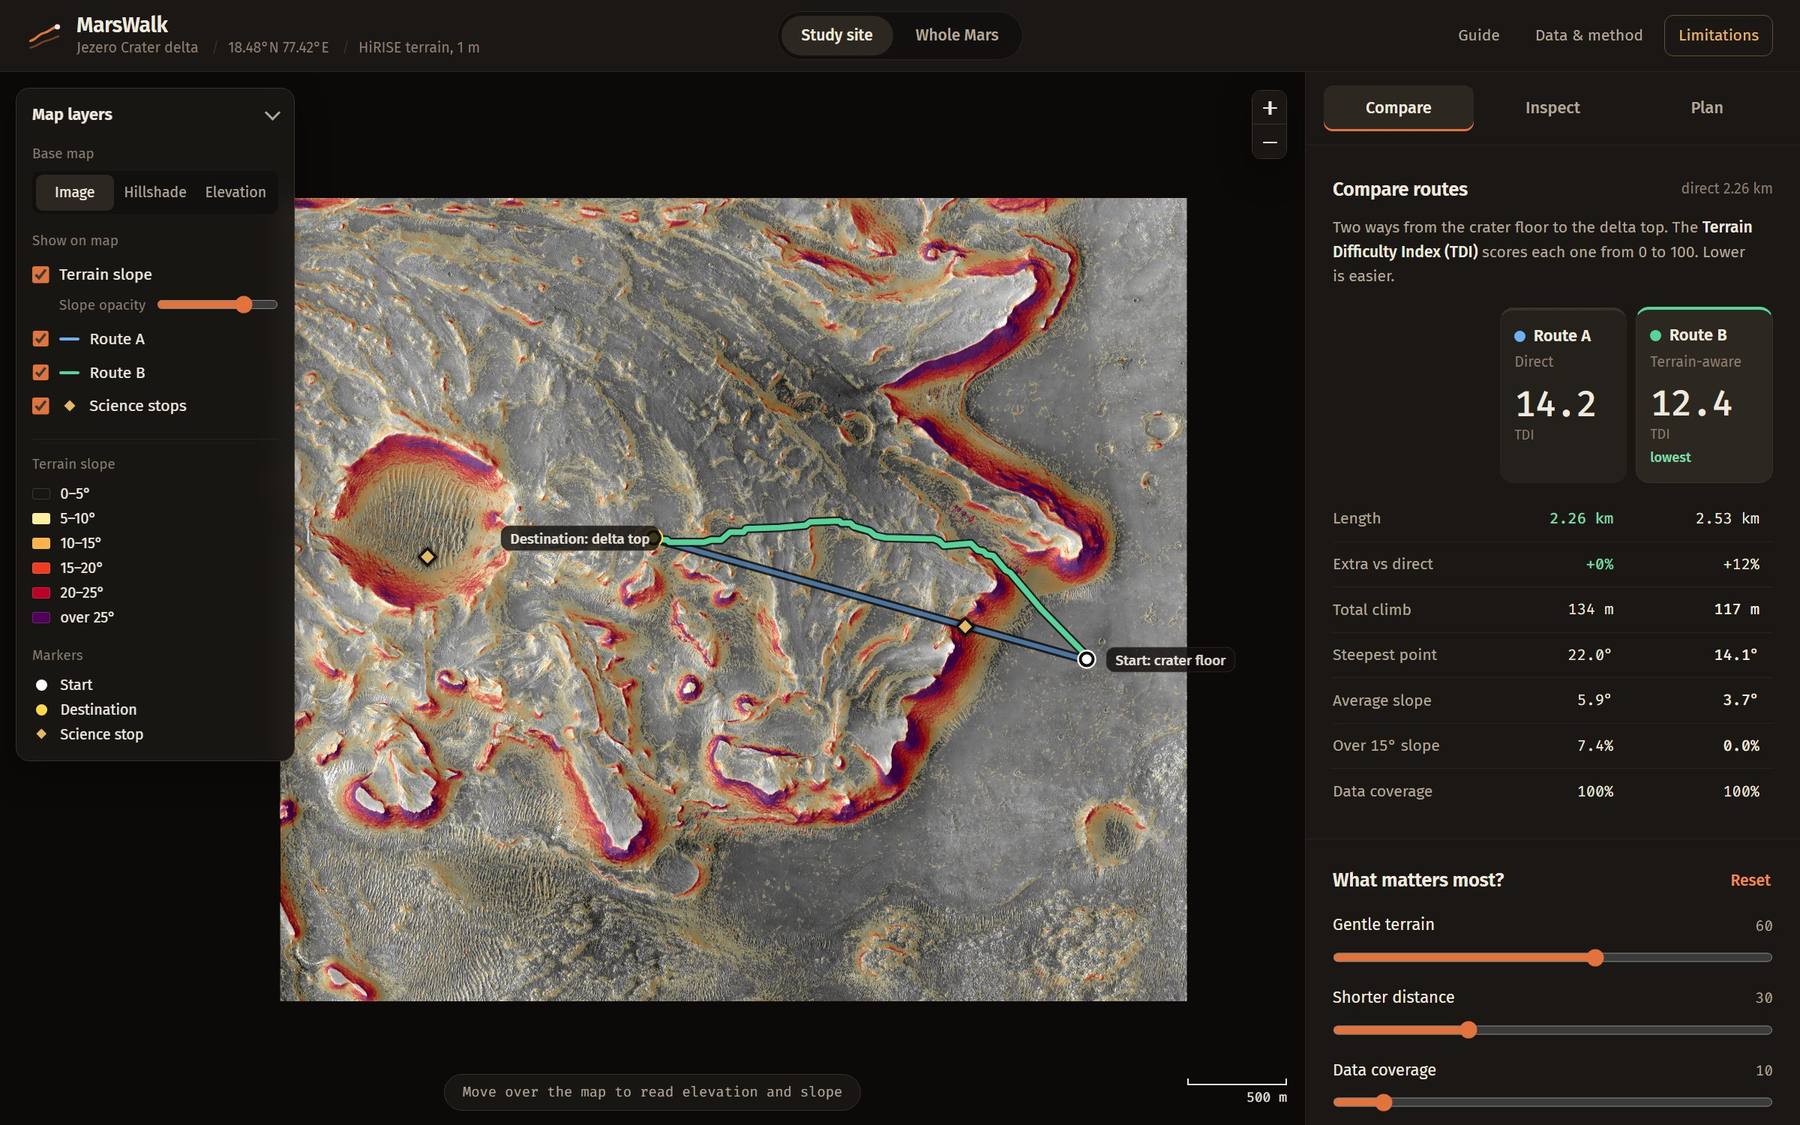 MarsWalk
Jezero Crater delta / 18.48°N 77.42°E / HiRISE terrain, 1 m
Study site
Whole Mars
Guide
Data & method
Limitations
Map layers
Base map
Image
Hillshade
Elevation
Show on map
Terrain slope
Slope opacity
Route A
Route B
Science stops
Terrain slope
0–5°
5–10°
10–15°
15–20°
20–25°
over 25°
Markers
Start
Destination
Science stop
+
−
Destination: delta top
Start: crater floor
Move over the map to read elevation and slope
500 m
Compare
Inspect
Plan
Compare routes
direct 2.26 km
Two ways from the crater floor to the delta top. The Terrain
Difficulty Index (TDI) scores each one from 0 to 100. Lower
is easier.
Route A
Direct
14.2
TDI
Route B
Terrain-aware
12.4
TDI
lowest
Length 2.26 km 2.53 km
Extra vs direct +0% +12%
Total climb 134 m 117 m
Steepest point 22.0° 14.1°
Average slope 5.9° 3.7°
Over 15° slope 7.4% 0.0%
Data coverage 100% 100%
What matters most?
Reset
Gentle terrain 60
Shorter distance 30
Data coverage 10